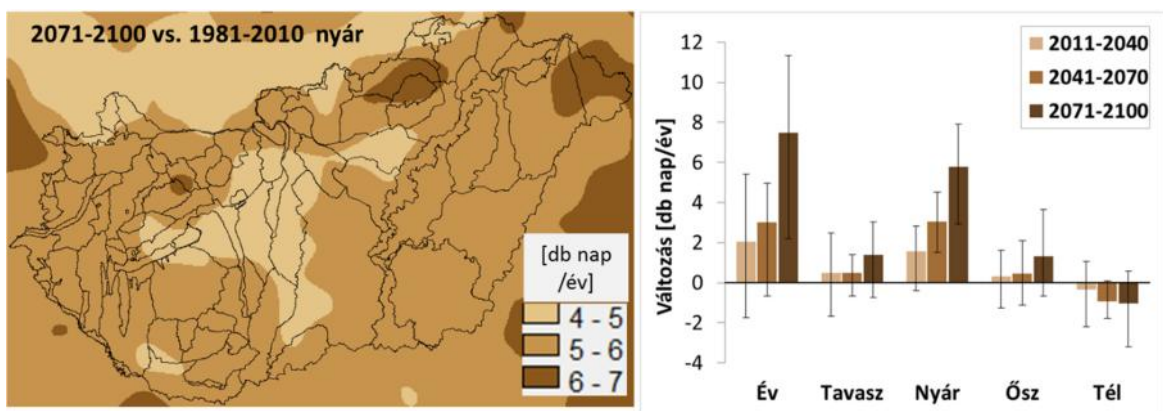 2071-2100 vs. 1981-2010 nyár
[db nap
/év]
4 - 5
5 - 6
6 - 7
Változás [db nap/év]
12
10
8
6
4
2
0
-2
-4
2011-2040
2041-2070
2071-2100
Év Tavasz Nyár Ősz Tél